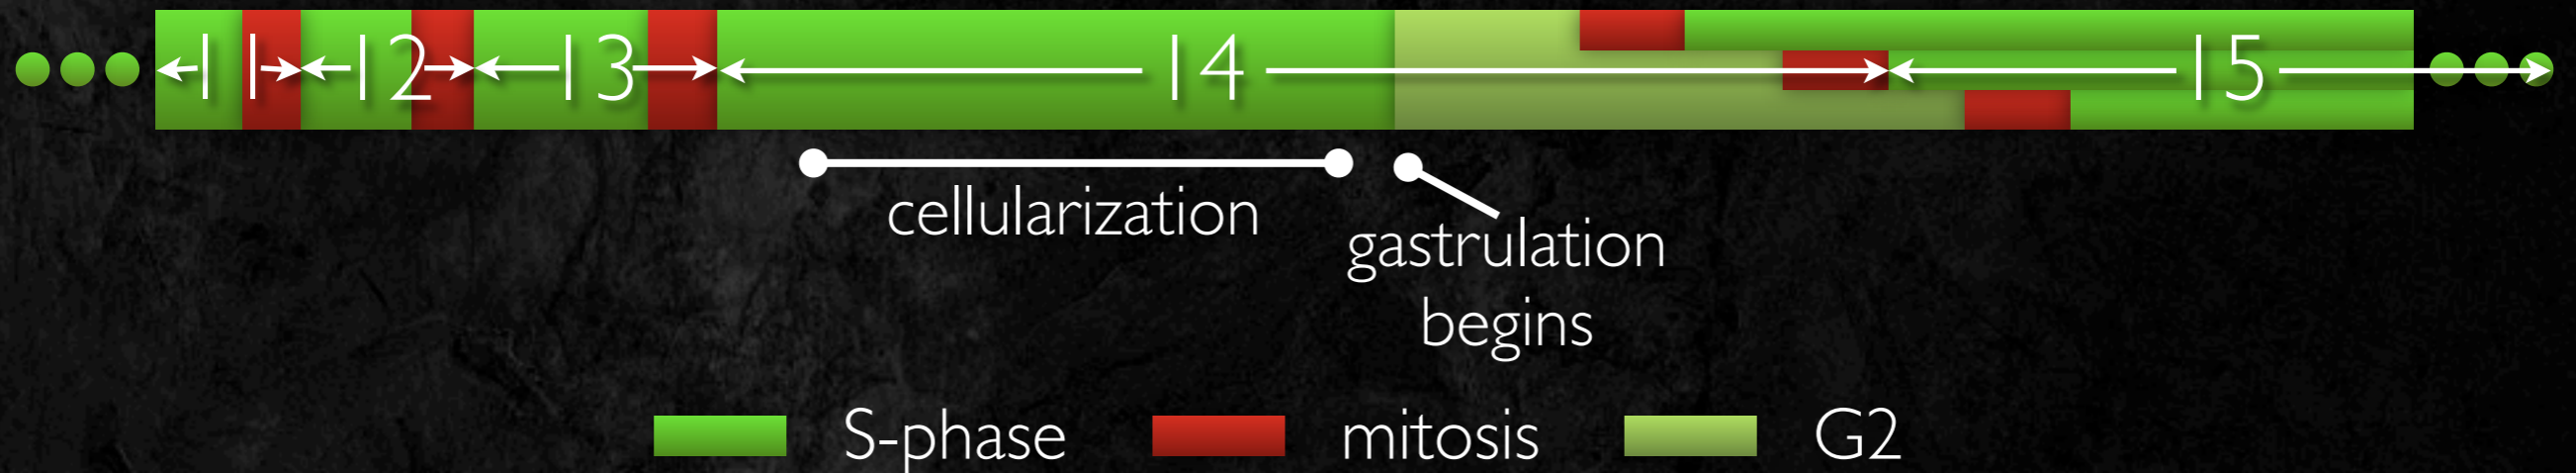 11 12 13 14 15
cellularization
gastrulation
begins
S-phase mitosis G2